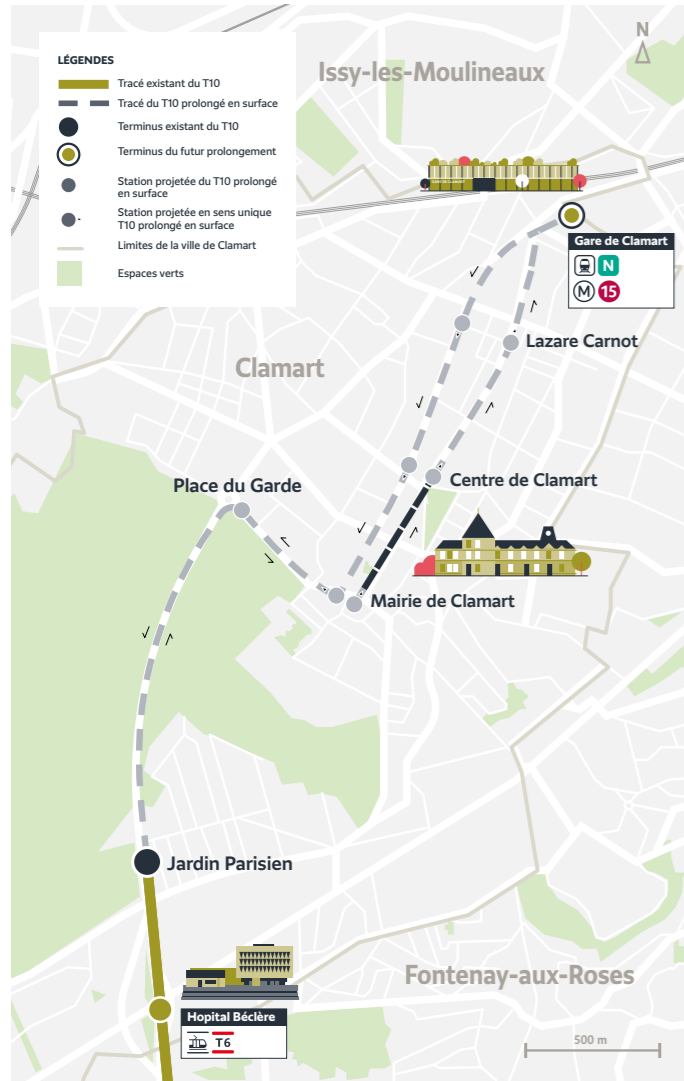 LÉGENDES
Tracé existant du T10
Tracé du T10 prolongé en surface
Terminus existant du T10
Terminus du futur prolongement
Station projetée du T10 prolongé
en surface
Station projetée en sens unique
T10 prolongé en surface
Limites de la ville de Clamart
Espaces verts
Issy-les-Moulineaux
N
Gare de Clamart
N
M 15
Lazare Carnot
Clamart
Place du Garde
Centre de Clamart
Mairie de Clamart
Jardin Parisien
Hopital Béclère
T6
Fontenay-aux-Roses
500 m